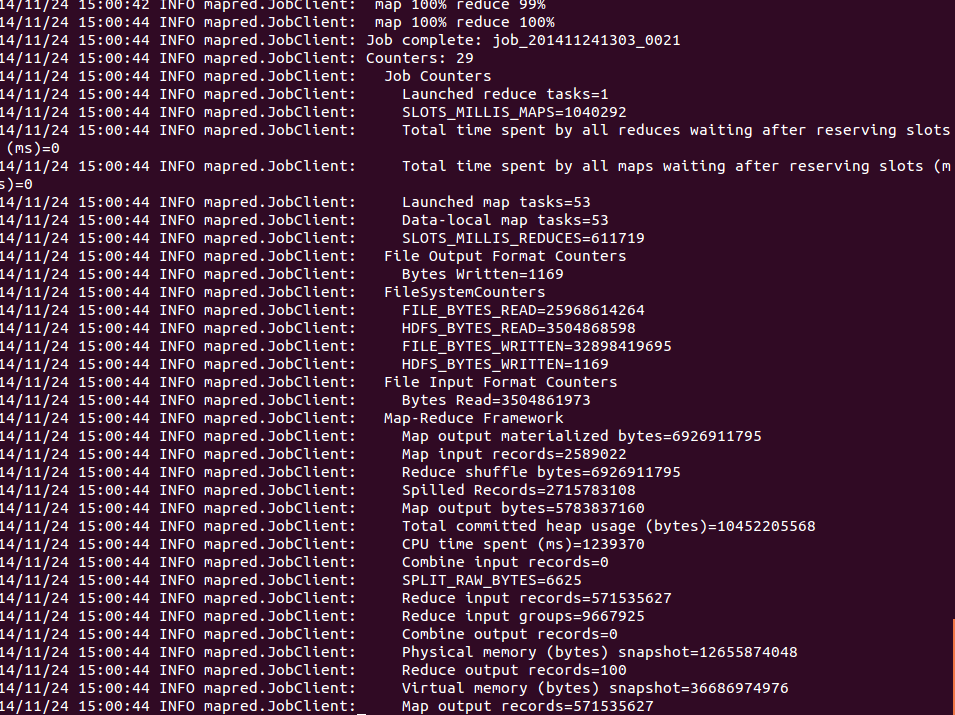 14/11/24 15:00:42 INFO mapred.JobClient:  map 100% reduce 99%
14/11/24 15:00:44 INFO mapred.JobClient:  map 100% reduce 100%
14/11/24 15:00:44 INFO mapred.JobClient: Job complete: job_201411241303_0021
14/11/24 15:00:44 INFO mapred.JobClient: Counters: 29
14/11/24 15:00:44 INFO mapred.JobClient:   Job Counters
14/11/24 15:00:44 INFO mapred.JobClient:     Launched reduce tasks=1
14/11/24 15:00:44 INFO mapred.JobClient:     SLOTS_MILLIS_MAPS=1040292
14/11/24 15:00:44 INFO mapred.JobClient:     Total time spent by all reduces waiting after reserving slots
 (ms)=0
14/11/24 15:00:44 INFO mapred.JobClient:     Total time spent by all maps waiting after reserving slots (m
s)=0
14/11/24 15:00:44 INFO mapred.JobClient:     Launched map tasks=53
14/11/24 15:00:44 INFO mapred.JobClient:     Data-local map tasks=53
14/11/24 15:00:44 INFO mapred.JobClient:     SLOTS_MILLIS_REDUCES=611719
14/11/24 15:00:44 INFO mapred.JobClient:   File Output Format Counters
14/11/24 15:00:44 INFO mapred.JobClient:     Bytes Written=1169
14/11/24 15:00:44 INFO mapred.JobClient:   FileSystemCounters
14/11/24 15:00:44 INFO mapred.JobClient:     FILE_BYTES_READ=25968614264
14/11/24 15:00:44 INFO mapred.JobClient:     HDFS_BYTES_READ=3504868598
14/11/24 15:00:44 INFO mapred.JobClient:     FILE_BYTES_WRITTEN=32898419695
14/11/24 15:00:44 INFO mapred.JobClient:     HDFS_BYTES_WRITTEN=1169
14/11/24 15:00:44 INFO mapred.JobClient:   File Input Format Counters
14/11/24 15:00:44 INFO mapred.JobClient:     Bytes Read=3504861973
14/11/24 15:00:44 INFO mapred.JobClient:   Map-Reduce Framework
14/11/24 15:00:44 INFO mapred.JobClient:     Map output materialized bytes=6926911795
14/11/24 15:00:44 INFO mapred.JobClient:     Map input records=2589022
14/11/24 15:00:44 INFO mapred.JobClient:     Reduce shuffle bytes=6926911795
14/11/24 15:00:44 INFO mapred.JobClient:     Spilled Records=2715783108
14/11/24 15:00:44 INFO mapred.JobClient:     Map output bytes=5783837160
14/11/24 15:00:44 INFO mapred.JobClient:     Total committed heap usage (bytes)=10452205568
14/11/24 15:00:44 INFO mapred.JobClient:     CPU time spent (ms)=1239370
14/11/24 15:00:44 INFO mapred.JobClient:     Combine input records=0
14/11/24 15:00:44 INFO mapred.JobClient:     SPLIT_RAW_BYTES=6625
14/11/24 15:00:44 INFO mapred.JobClient:     Reduce input records=571535627
14/11/24 15:00:44 INFO mapred.JobClient:     Reduce input groups=9667925
14/11/24 15:00:44 INFO mapred.JobClient:     Combine output records=0
14/11/24 15:00:44 INFO mapred.JobClient:     Physical memory (bytes) snapshot=12655874048
14/11/24 15:00:44 INFO mapred.JobClient:     Reduce output records=100
14/11/24 15:00:44 INFO mapred.JobClient:     Virtual memory (bytes) snapshot=36686974976
14/11/24 15:00:44 INFO mapred.JobClient:     Map output records=571535627